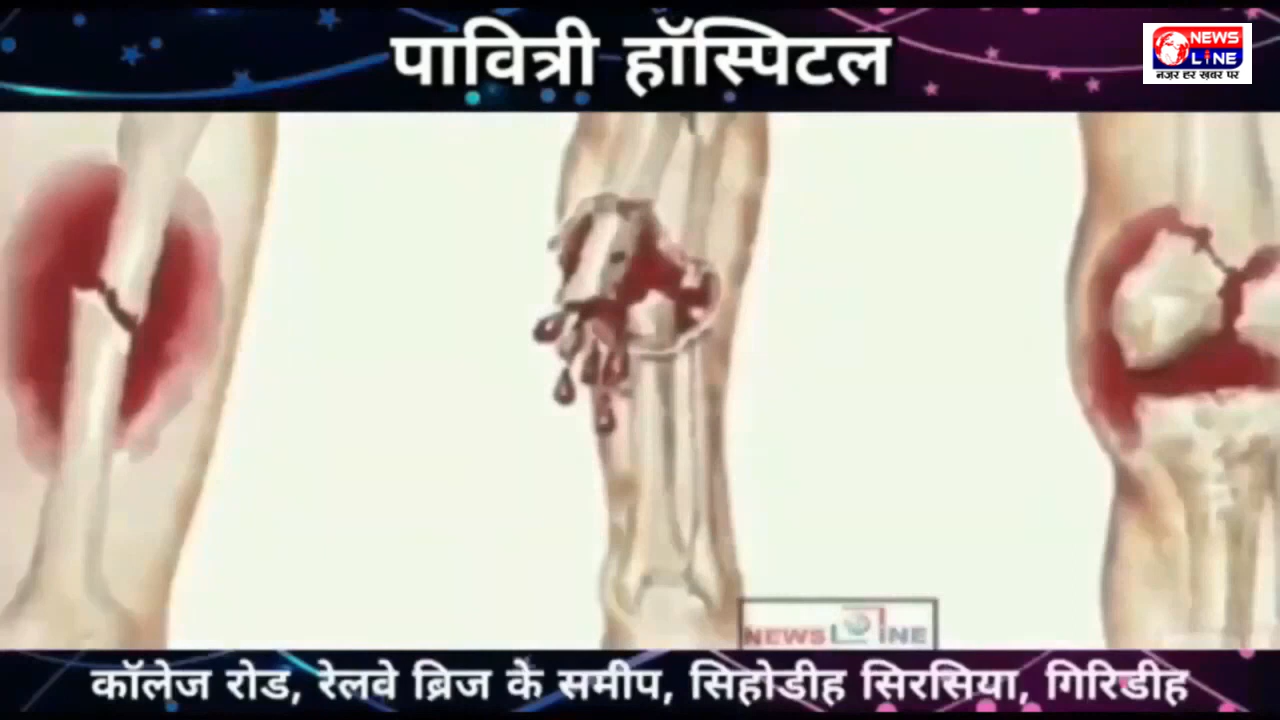 पावित्री हॉस्पिटल
NEWS
LINE
नज़र हर ख़बर पर
NEWS LINE
कॉलेज रोड, रेलवे ब्रिज के समीप, सिहोडीह सिरसिया, गिरिडीह